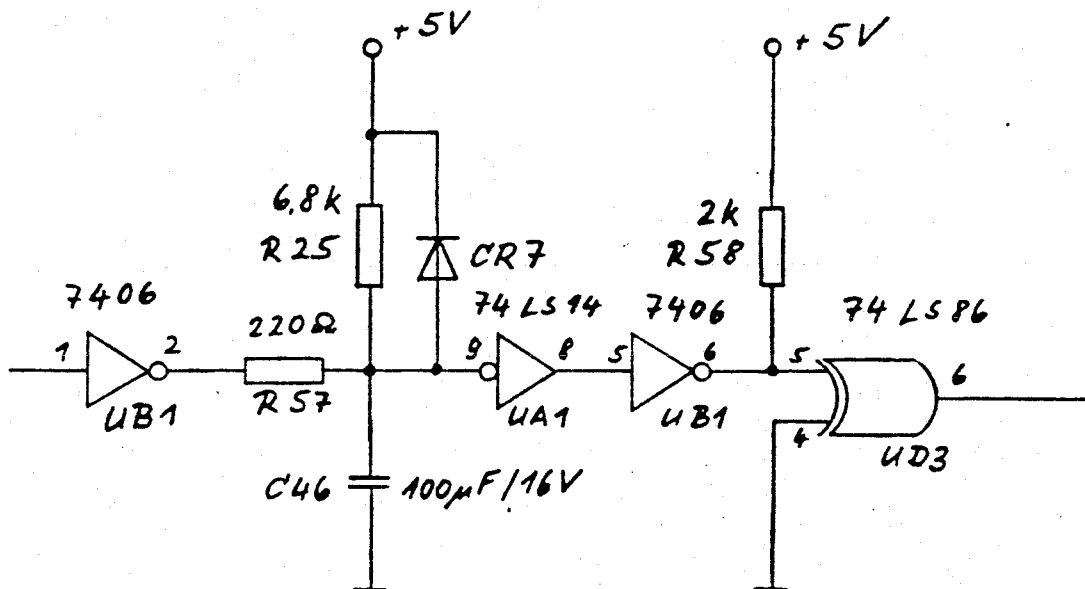 +5V
+5V
6,8k
R25
CR7
2k
R58
7406
1
2
220Ω
R57
UB1
74LS14
9
8
UA1
7406
5
6
UB1
74LS86
5
4
6
UD3
C46
100µF/16V